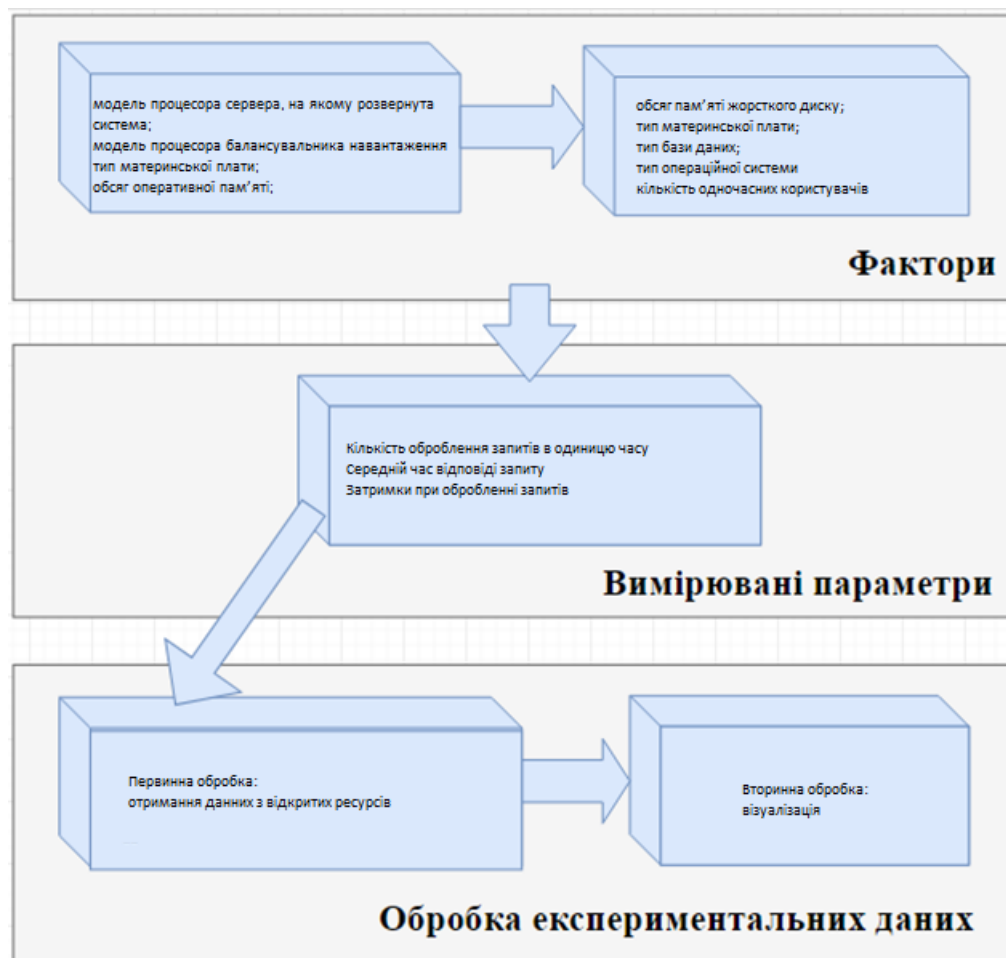 модель процесора сервера, на якому розвернута
система;
модель процесора балансувальника навантаження
тип материнської плати;
обсяг оперативної пам'яті;
обсяг пам'яті жорсткого диску;
тип материнської плати;
тип бази даних;
тип операційної системи
кількість одночасних користувачів
Фактори
Кількість оброблення запитів в одиницю часу
Середній час відповіді запиту
Затримки при обробленні запитів
Вимірювані параметри
Первинна обробка:
отримання данних з відкритих ресурсів
Вторинна обробка:
візуалізація
Обробка експериментальних даних